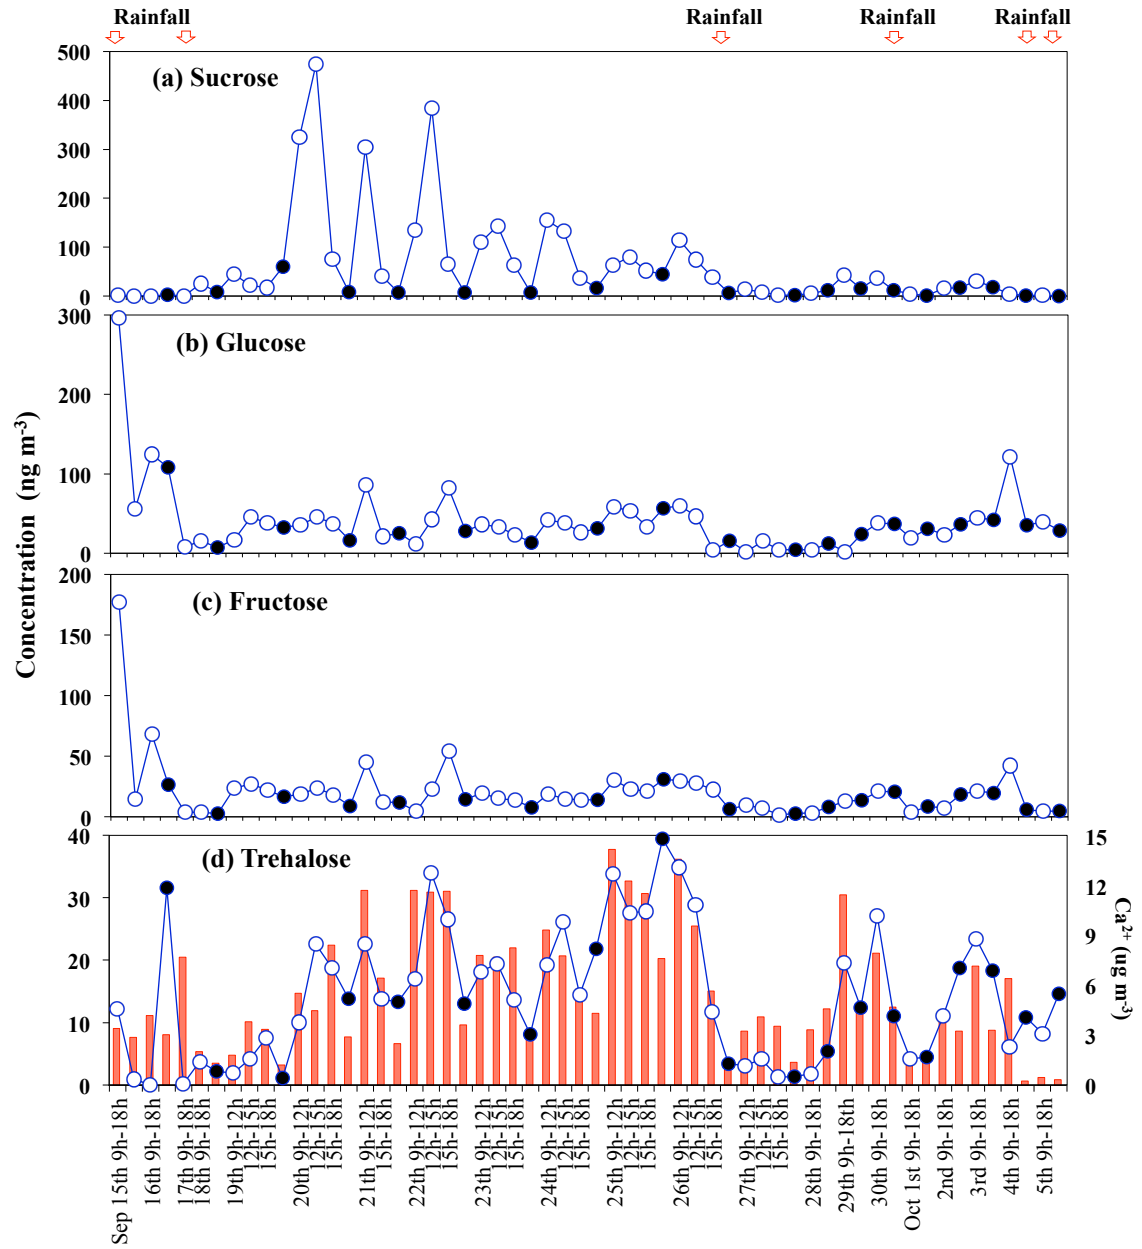 Rainfall Rainfall Rainfall Rainfall
(a) Sucrose
500
400
300
200
100
0
(b) Glucose
300
200
100
0
(c) Fructose
200
150
100
50
0
(d) Trehalose
40
30
20
10
0
15
12
9
6
3
0
Concentration (ng m-3)
Ca2+ (ug m-3)
Sep 15th 9h-18h
16th 9h-18h
17th 9h-18h
18th 9h-18h
19th 9h-12h
12h-15h
15h-18h
20th 9h-12h
12h-15h
15h-18h
21th 9h-12h
12h-15h
22th 9h-12h
12h-15h
15h-18h
23th 9h-12h
12h-15h
15h-18h
24th 9h-12h
12h-15h
15h-18h
25th 9h-12h
12h-15h
15h-18h
26th 9h-12h
12h-15h
15h-18h
27th 9h-12h
12h-15h
15h-18h
28th 9h-18h
29th 9h-18th
30th 9h-18h
Oct 1st 9h-18h
2nd 9h-18h
3rd 9h-18h
4th 9h-18h
5th 9h-18h